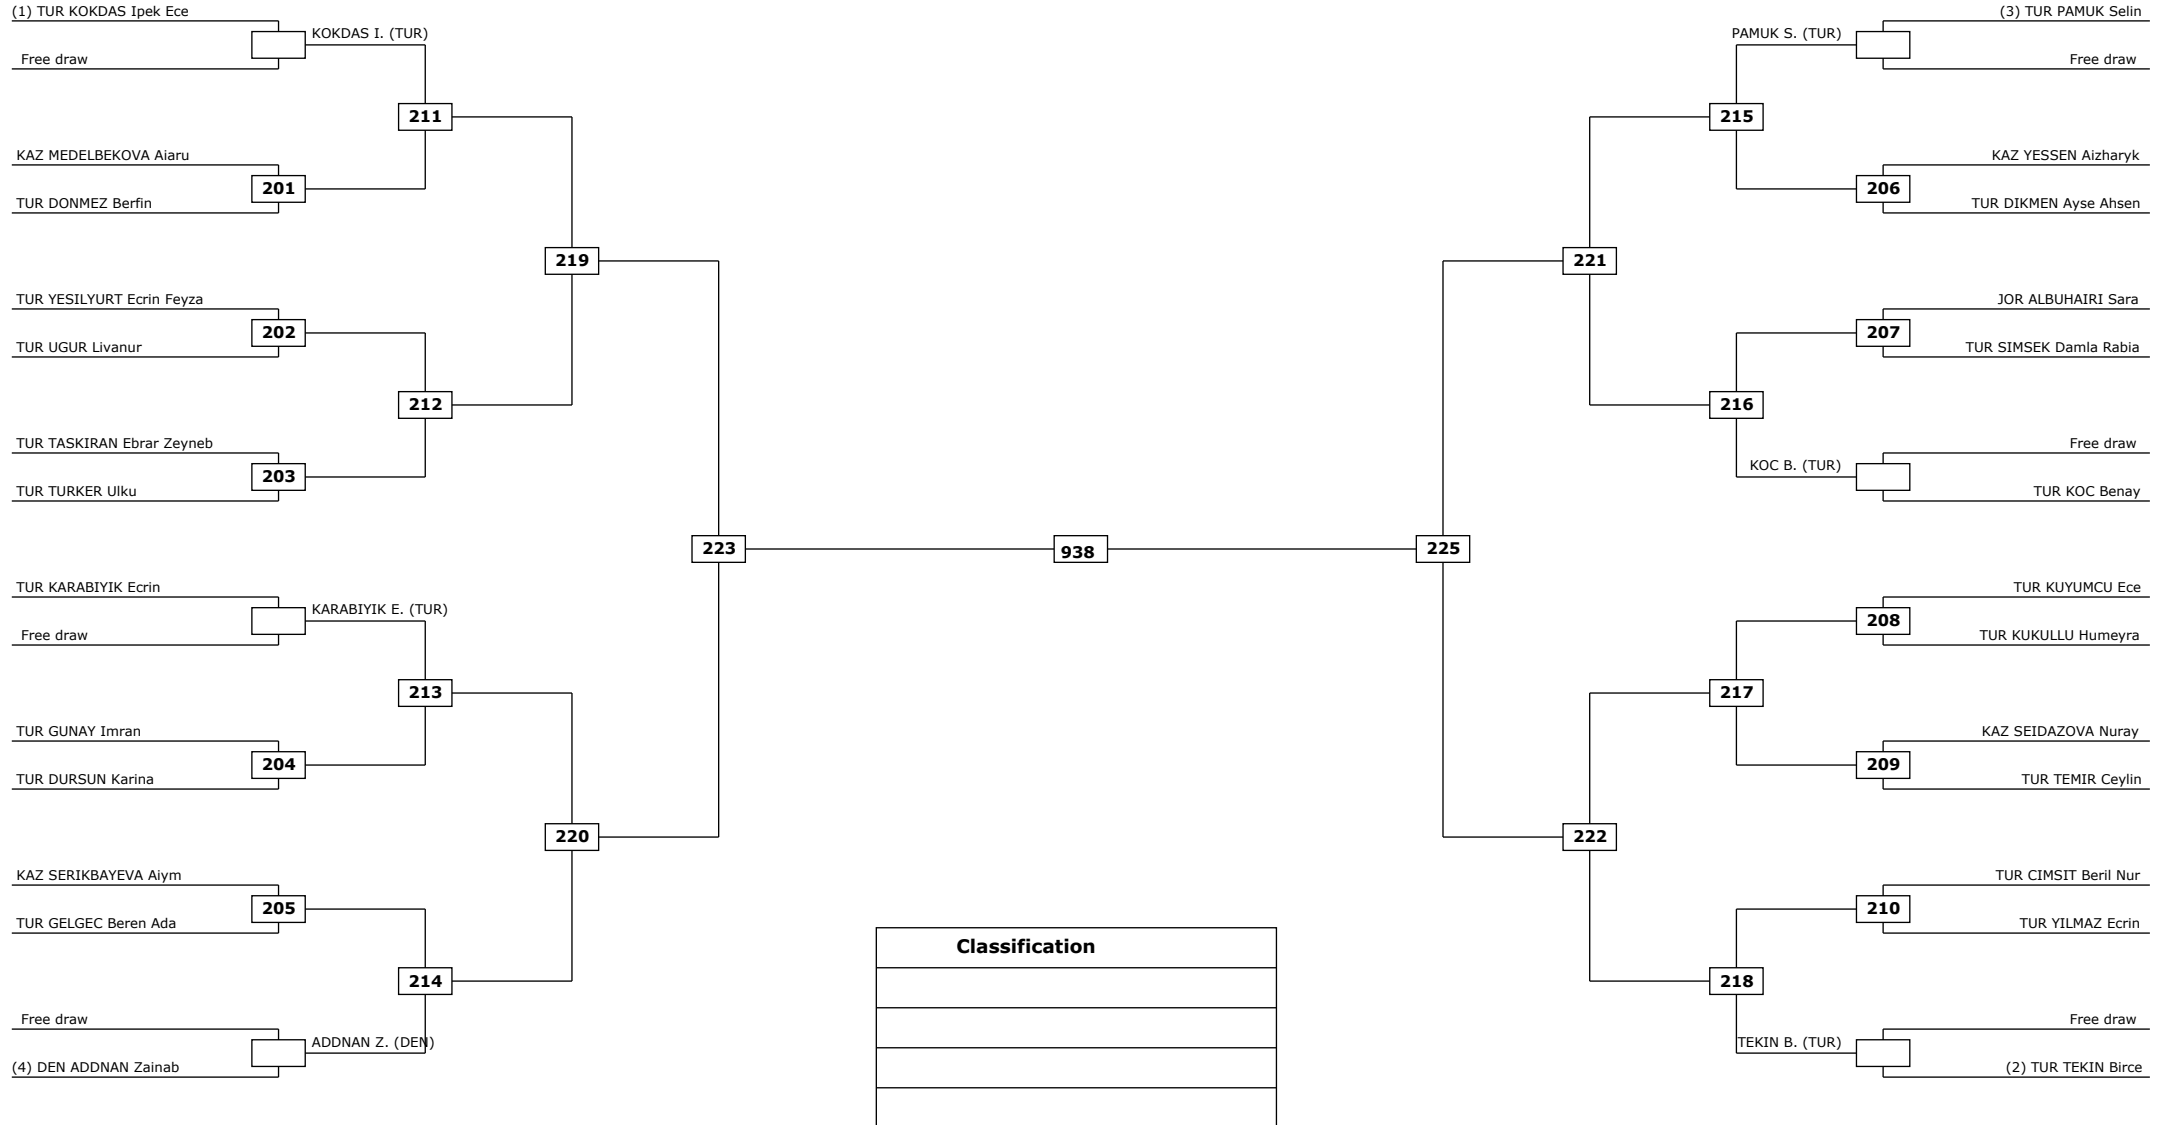 (1) TUR KOKDAS Ipek Ece
KOKDAS I. (TUR)
Free draw
211
KAZ MEDELBEKOVA Aiaru
201
TUR DONMEZ Berfin
219
TUR YESILYURT Ecrin Feyza
202
TUR UGUR Livanur
212
TUR TASKIRAN Ebrar Zeyneb
203
TUR TURKER Ulku
223
TUR KARABIYIK Ecrin
KARABIYIK E. (TUR)
Free draw
213
TUR GUNAY Imran
204
TUR DURSUN Karina
220
KAZ SERIKBAYEVA Aiym
205
TUR GELGEC Beren Ada
214
Free draw
ADDNAN Z. (DEN)
(4) DEN ADDNAN Zainab
938
Classification
(3) TUR PAMUK Selin
PAMUK S. (TUR)
Free draw
215
KAZ YESSEN Aizharyk
206
TUR DIKMEN Ayse Ahsen
221
JOR ALBUHAIRI Sara
207
TUR SIMSEK Damla Rabia
216
Free draw
KOC B. (TUR)
TUR KOC Benay
225
TUR KUYUMCU Ece
208
TUR KUKULLU Humeyra
217
KAZ SEIDAZOVA Nuray
209
TUR TEMIR Ceylin
222
TUR CIMSIT Beril Nur
210
TUR YILMAZ Ecrin
218
Free draw
TEKIN B. (TUR)
(2) TUR TEKIN Birce